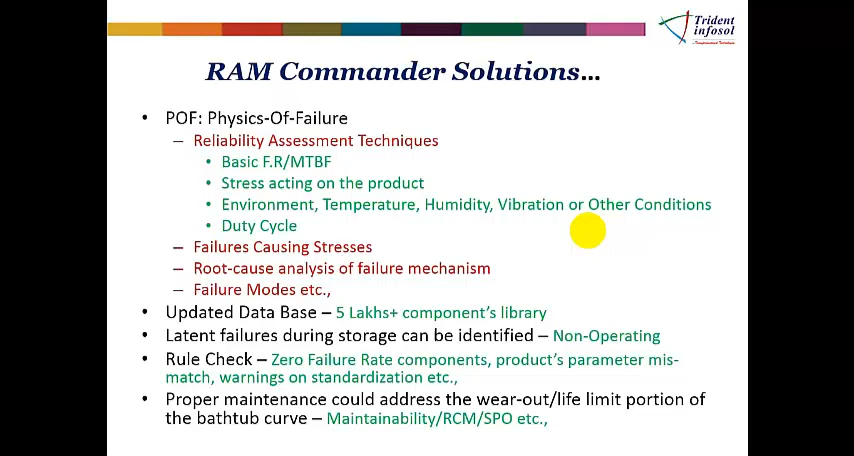 Trident
infosol
RAM Commander Solutions...
• POF: Physics-Of-Failure
– Reliability Assessment Techniques
• Basic F.R/MTBF
• Stress acting on the product
• Environment, Temperature, Humidity, Vibration or Other Conditions
• Duty Cycle
– Failures Causing Stresses
– Root-cause analysis of failure mechanism
– Failure Modes etc.,
• Updated Data Base – 5 Lakhs+ component's library
• Latent failures during storage can be identified – Non-Operating
• Rule Check – Zero Failure Rate components, product's parameter mis-
match, warnings on standardization etc.,
• Proper maintenance could address the wear-out/life limit portion of
the bathtub curve – Maintainability/RCM/SPO etc.,